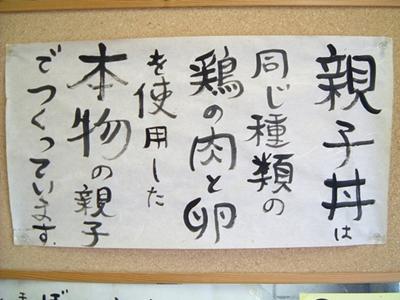 親子丼は
同じ種類の
鶏の肉と卵
を使用した
本物の親子
でつくっています。